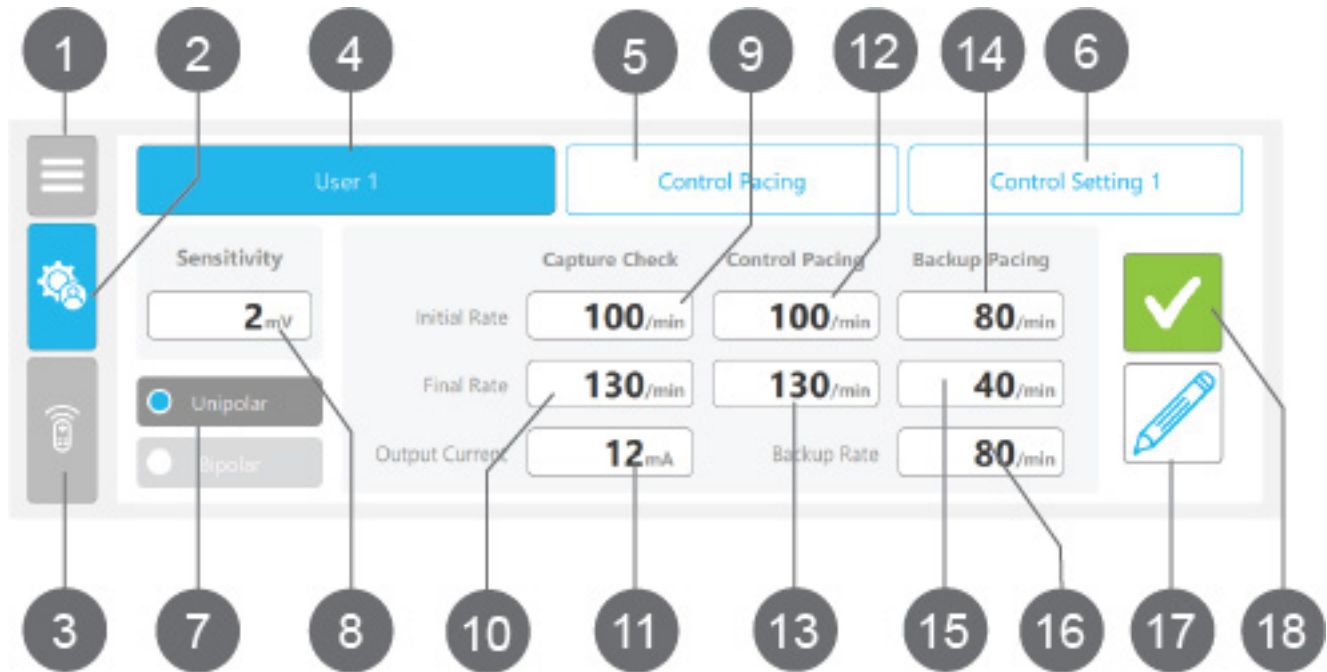 1 2 4 5 9 12 14 6
User 1 Control Pacing Control Setting 1
Sensitivity Capture Check Control Pacing Backup Pacing
2mV Initial Rate 100/min 100/min 80/min
Final Rate 130/min 130/min 40/min
Unipolar
Bipolar Output Current 12mA Backup Rate 80/min
3 7 8 10 11 13 15 16 17 18